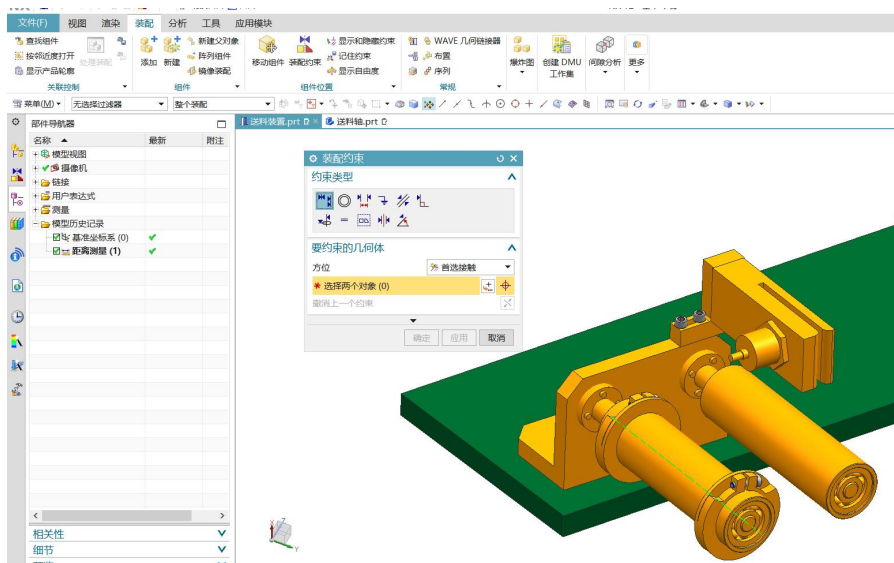 文件(F) 视图 渲染 装配 分析 工具 应用模块
查找组件
按邻近度打开
显示产品轮廓
处理装配
关联控制
添加 新建
新建父对象
阵列组件
镜像装配
组件
移动组件 装配约束
显示和隐藏约束
记住约束
显示自由度
组件位置
WAVE 几何链接器
布置
序列
常规
爆炸图
创建 DMU
工作集
间隙分析 更多
菜单(M) 无选择过滤器 整个装配
部件导航器
送料装置.prt 送料轴.prt
名称 最新 附注
模型视图
摄像机
链接
用户表达式
测量
模型历史记录
基准坐标系 (0)
距离测量 (1)
相关性
细节
装配约束
约束类型
要约束的几何体
方位 首选接触
* 选择两个对象 (0)
撤消上一个约束
确定 应用 取消
X Z
Y